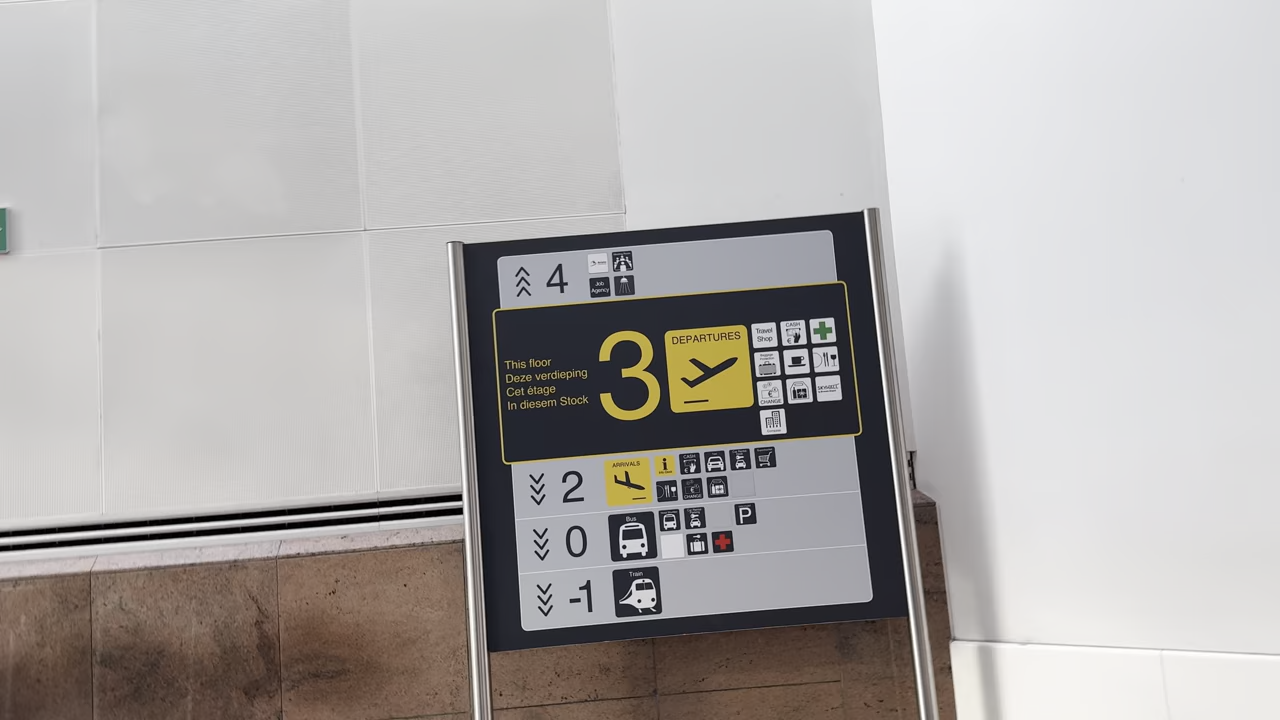 4
Job
Agency
This floor
Deze verdieping
Cet étage
In diesem Stock
3
DEPARTURES
Travel
Shop
CASH
CHANGE
2
ARRIVALS
i
CASH
CHANGE
0
Bus
P
-1
Train